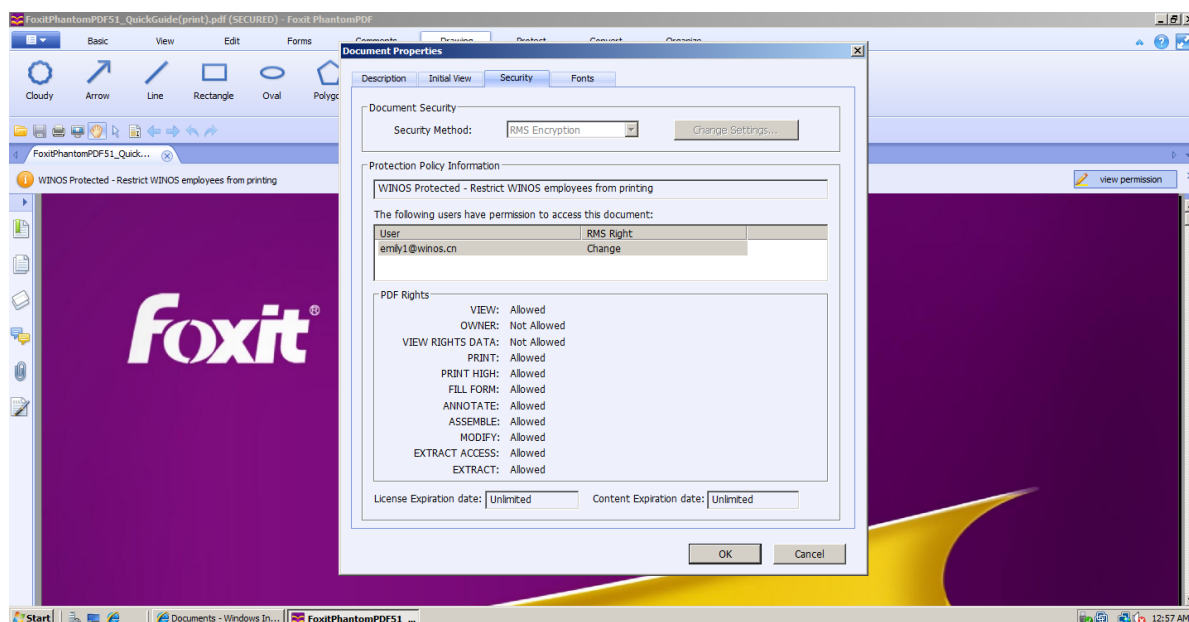 FoxitPhantomPDF51_QuickGuide(print).pdf (SECURED) - Foxit PhantomPDF
Basic View Edit Forms Comments Drawing Protect Convert Organize
Document Properties
Cloudy Arrow Line Rectangle Oval
Description Initial View Security Fonts
Document Security
Security Method: RMS Encryption Change Settings...
FoxitPhantomPDF51_Quick...
WINOS Protected - Restrict WINOS employees from printing
view permission
Protection Policy Information
WINOS Protected - Restrict WINOS employees from printing
The following users have permission to access this document:
User RMS Right
emily1@winos.cn Change
PDF Rights
VIEW: Allowed
OWNER: Not Allowed
VIEW RIGHTS DATA: Not Allowed
PRINT: Allowed
PRINT HIGH: Allowed
FILL FORM: Allowed
ANNOTATE: Allowed
ASSEMBLE: Allowed
MODIFY: Allowed
EXTRACT ACCESS: Allowed
EXTRACT: Allowed
License Expiration date: Unlimited Content Expiration date: Unlimited
OK Cancel
foxit®
Start Documents - Windows In... FoxitPhantomPDF51_... 12:57 AM